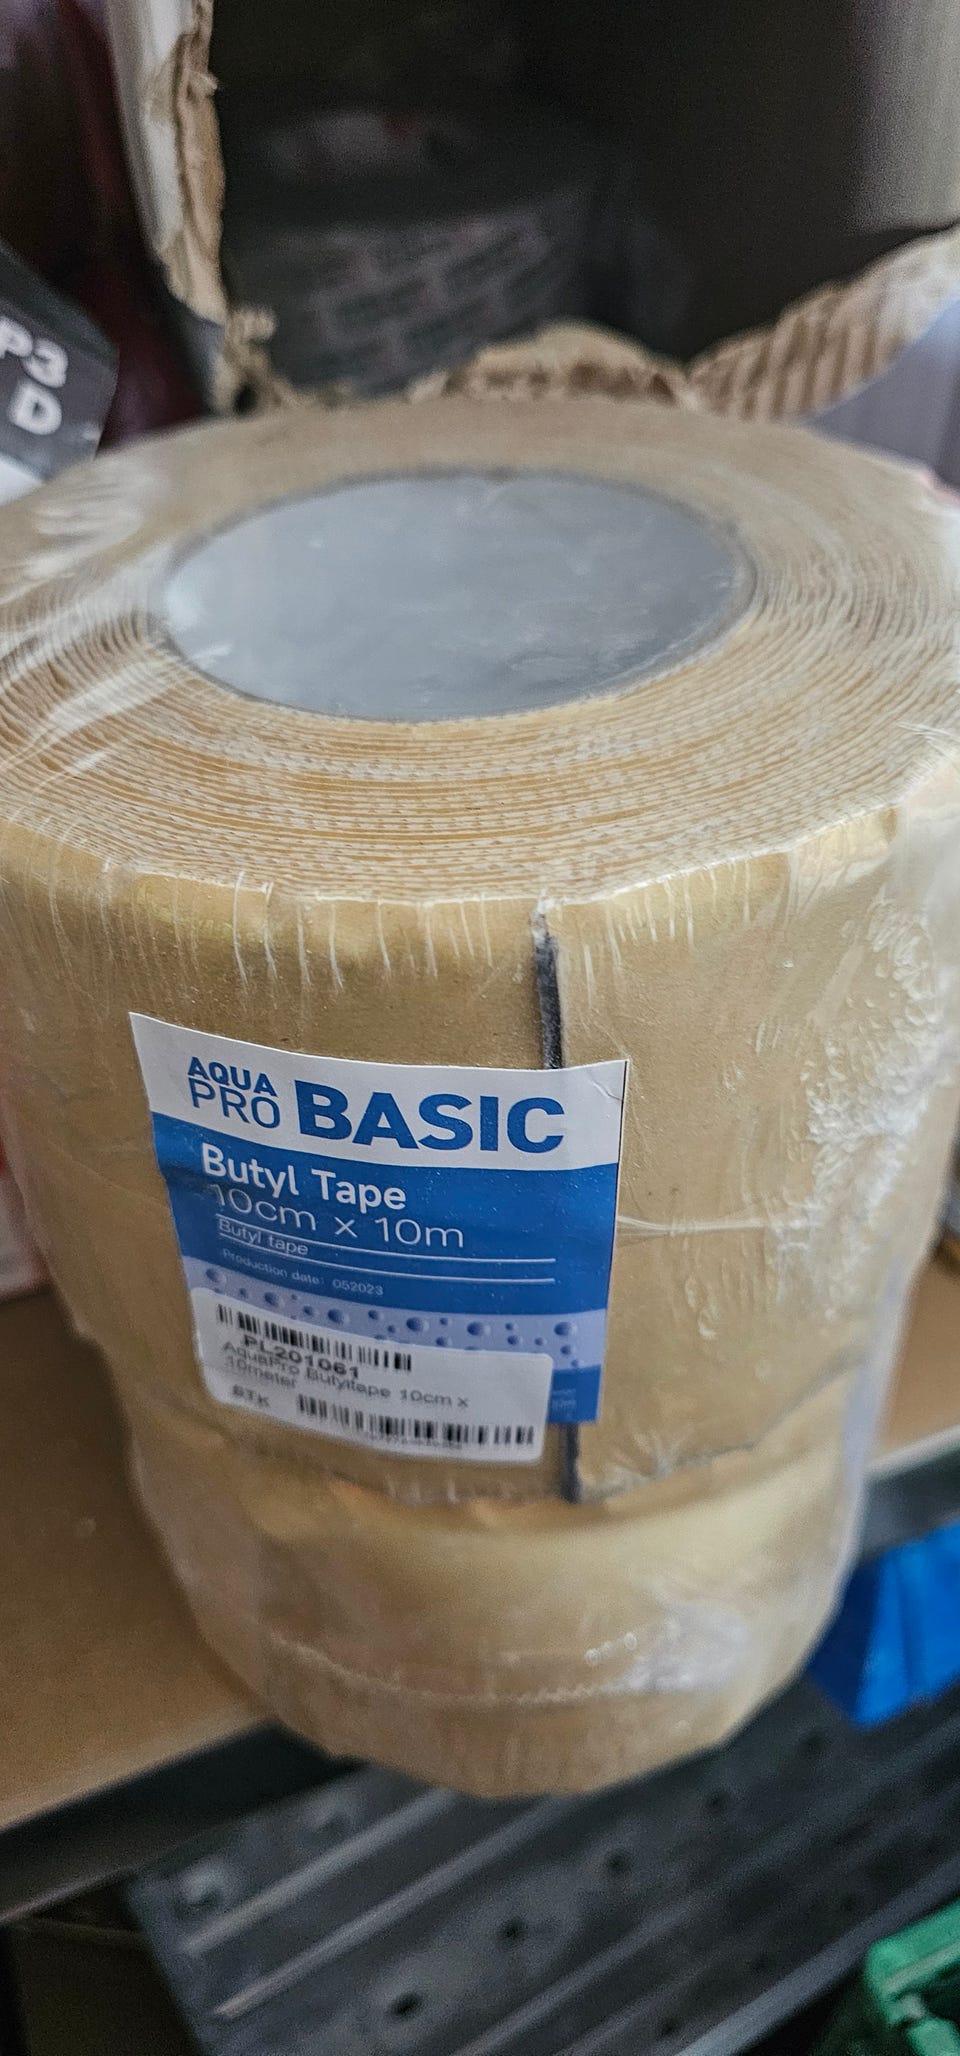 P3
D
AQUA
PRO BASIC
Butyl Tape
10cm x 10m
Butyl tape
Production date: 052023
PL201061
AquaPro Butyltape 10cm x
10meter
STK